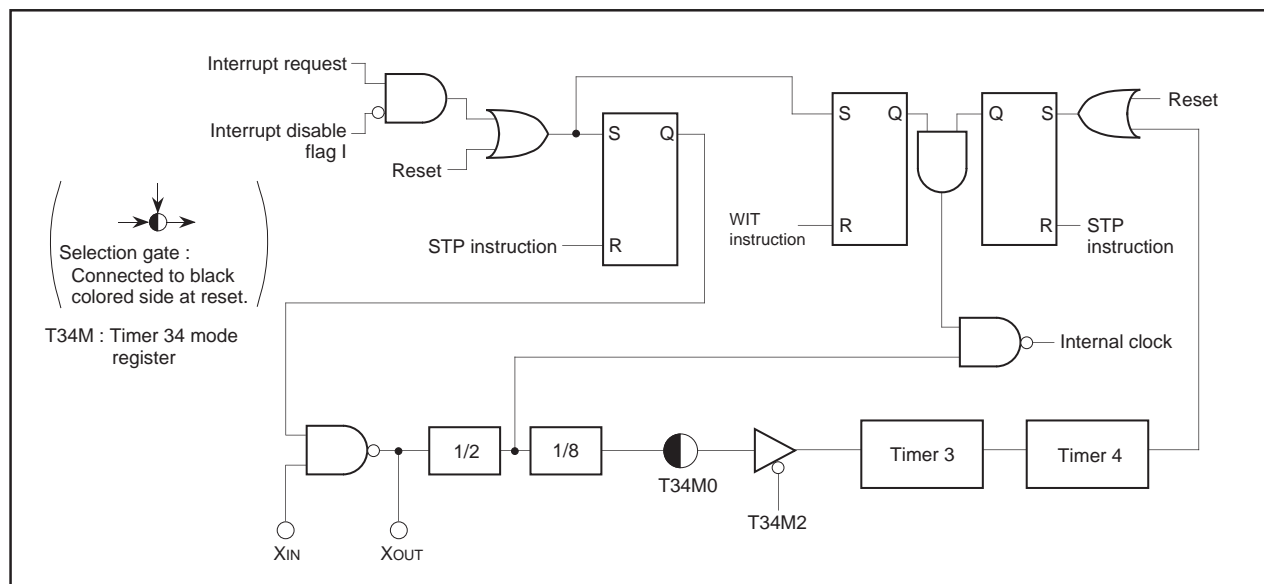 Interrupt request
Interrupt disable
flag I
Reset
S
Q
R
STP instruction
S
Q
R
WIT
instruction
Q
S
R
Reset
STP
instruction
Selection gate :
Connected to black
colored side at reset.
T34M : Timer 34 mode
register
Internal clock
1/2
1/8
T34M0
T34M2
Timer 3
Timer 4
XIN
XOUT